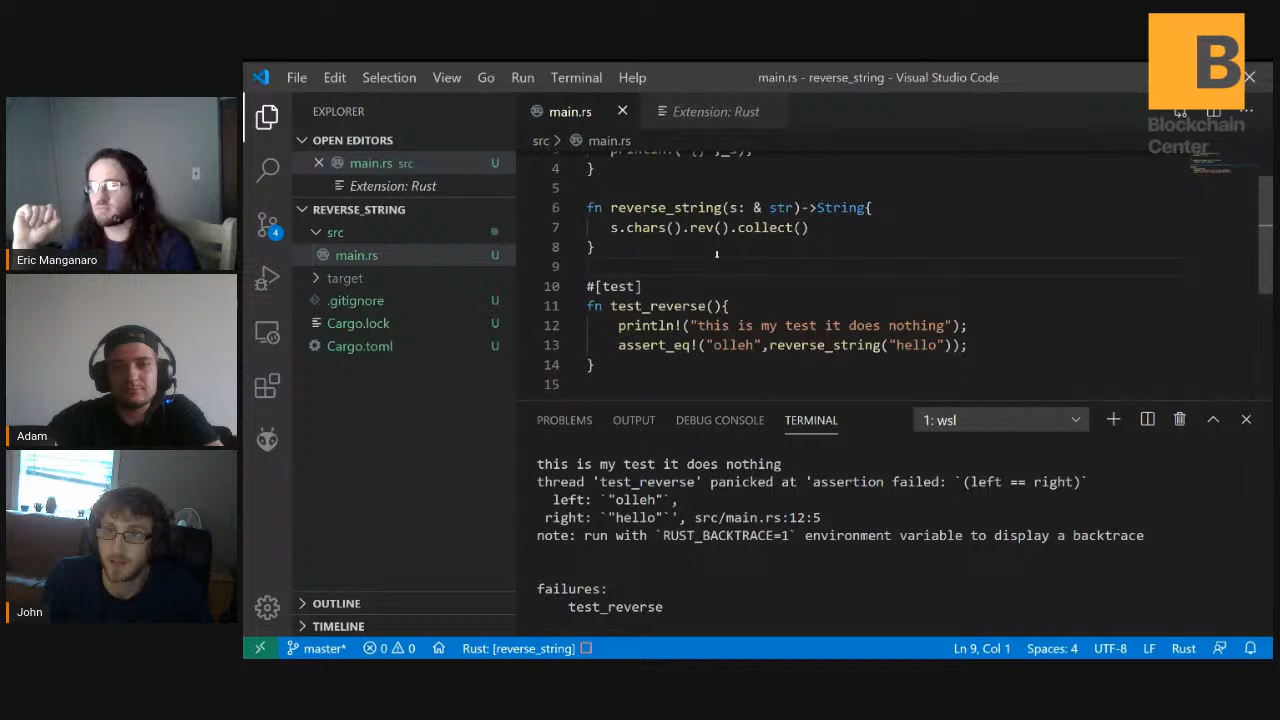 B
Blockchain
Center
File Edit Selection View Go Run Terminal Help
main.rs - reverse_string - Visual Studio Code
EXPLORER
OPEN EDITORS
main.rs src U
Extension: Rust
REVERSE_STRING
src
main.rs U
target
.gitignore U
Cargo.lock U
Cargo.toml U
OUTLINE
TIMELINE
4
main.rs
Extension: Rust
src > main.rs
4 }
5
6 fn reverse_string(s: & str)->String{
7 s.chars().rev().collect()
8 }
9
10 #[test]
11 fn test_reverse(){
12 println!("this is my test it does nothing");
13 assert_eq!("olleh",reverse_string("hello"));
14 }
15
PROBLEMS OUTPUT DEBUG CONSOLE TERMINAL 1: wsl
this is my test it does nothing
thread 'test_reverse' panicked at 'assertion failed: `(left == right)`
left: `"olleh"`,
right: `"hello"`', src/main.rs:12:5
note: run with `RUST_BACKTRACE=1` environment variable to display a backtrace
failures:
test_reverse
master* 0 0 Rust: [reverse_string] Ln 9, Col 1 Spaces: 4 UTF-8 LF Rust
Eric Manganaro
Adam
John